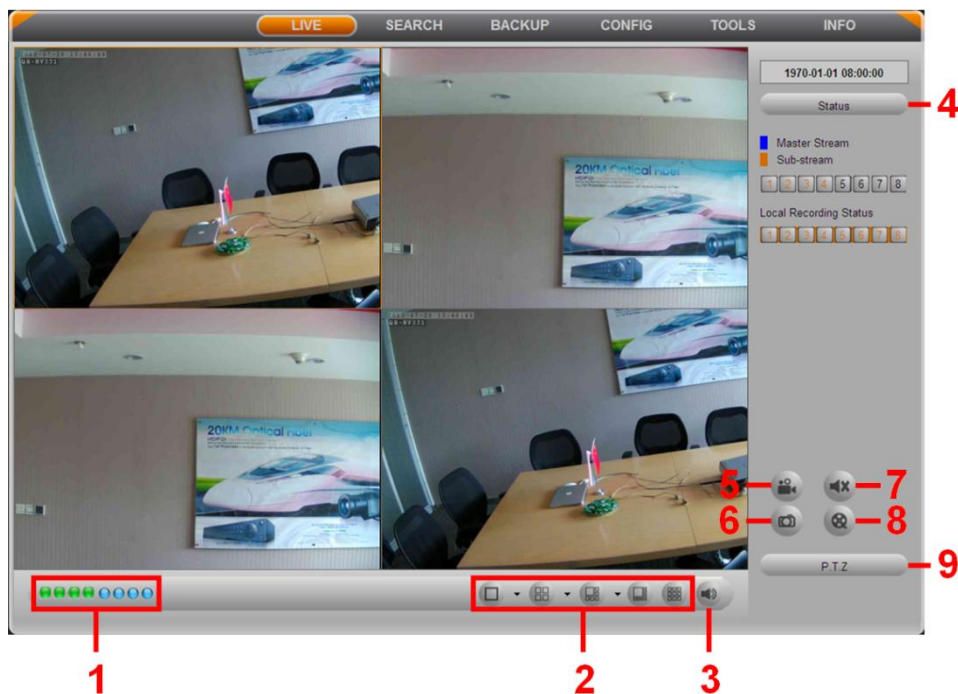 LIVE SEARCH BACKUP CONFIG TOOLS INFO
1970-01-01 08:00:00
Status
4
Master Stream
Sub-stream
1 2 3 4 5 6 7 8
Local Recording Status
1 2 3 4 5 6 7 8
20KM Optical Fiber
20KM Optical Fiber
5 7
6 8
P.T.Z
9
1 2 3